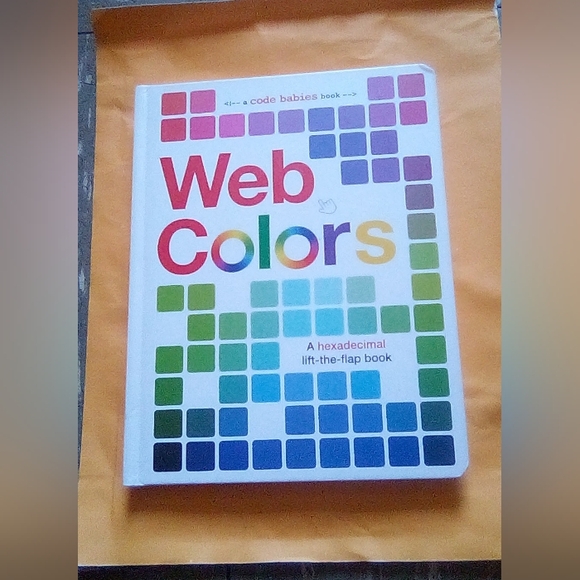 <!-- a code babies book -->
Web
Colors
A hexadecimal
lift-the-flap book